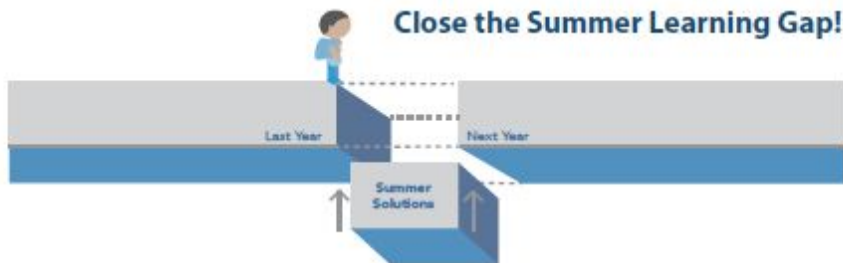 Close the Summer Learning Gap!
Last Year
Next Year
Summer
Solutions